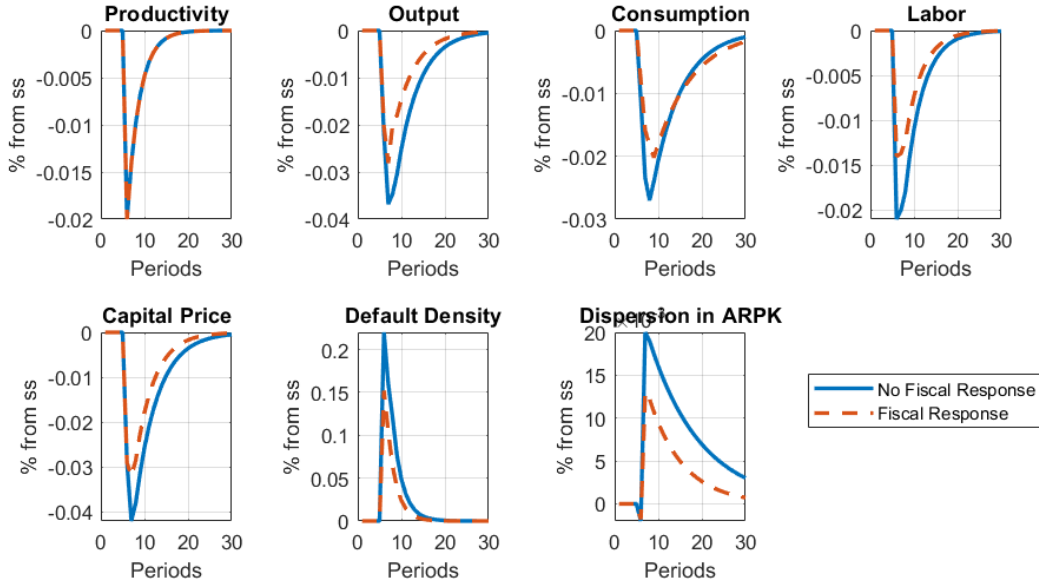 Productivity
0
-0.005
-0.01
-0.015
-0.02
% from ss
0 10 20 30
Periods
Output
0
-0.01
-0.02
-0.03
-0.04
% from ss
0 10 20 30
Periods
Consumption
0
-0.01
-0.02
-0.03
% from ss
0 10 20 30
Periods
Labor
0
-0.005
-0.01
-0.015
-0.02
% from ss
0 10 20 30
Periods
Capital Price
0
-0.01
-0.02
-0.03
-0.04
% from ss
0 10 20 30
Periods
Default Density
0.2
0.15
0.1
0.05
0
% from ss
0 10 20 30
Periods
Dispersion in ARPK
20
15
10
5
0
% from ss
0 10 20 30
Periods
No Fiscal Response
Fiscal Response